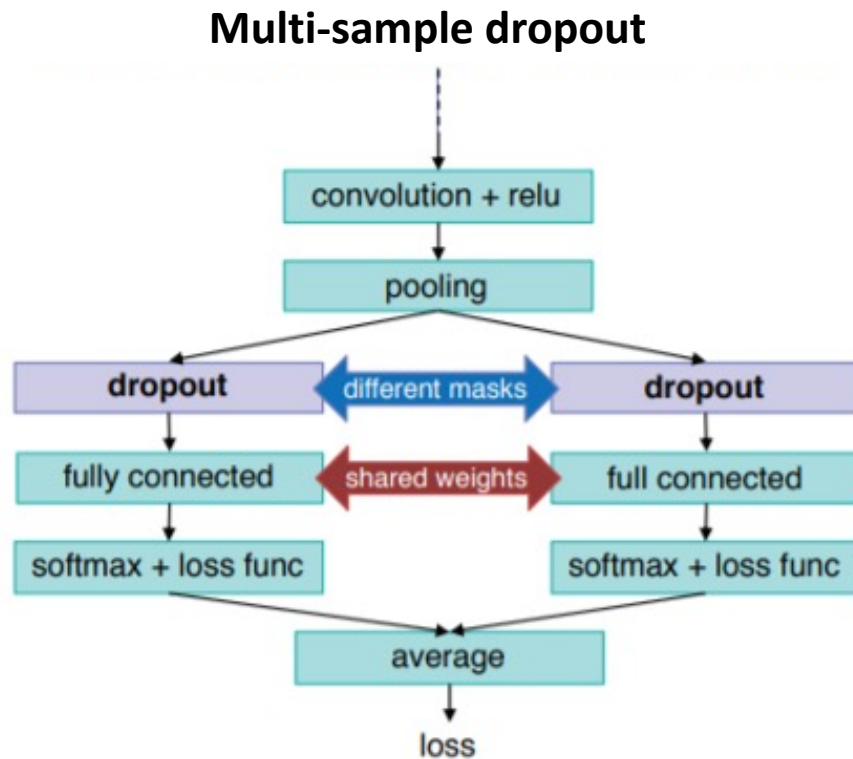 Multi-sample dropout
convolution + relu
pooling
dropout different masks dropout
fully connected shared weights full connected
softmax + loss func softmax + loss func
average
loss